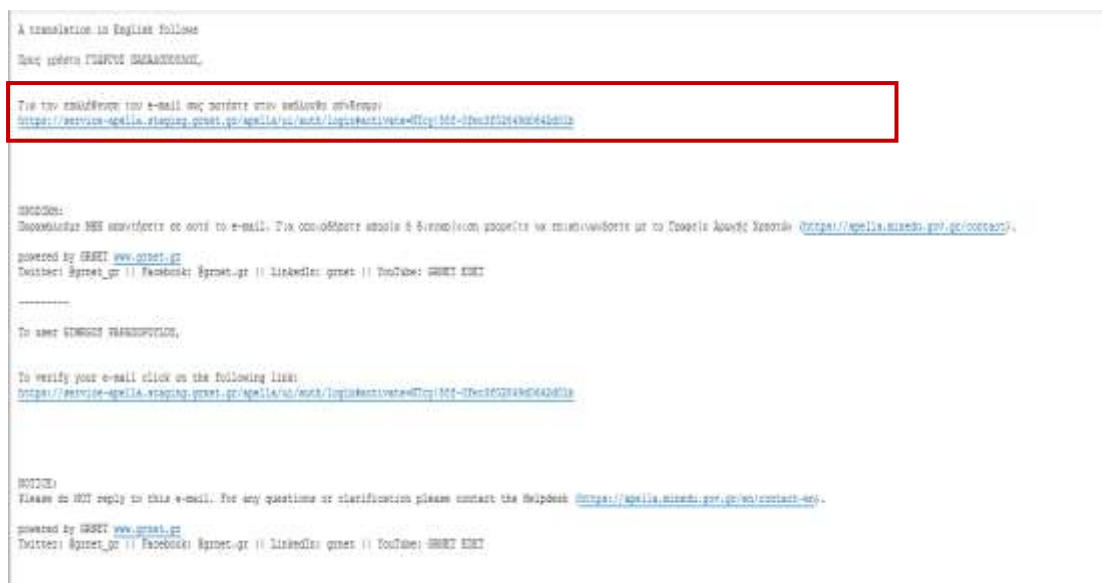 A translation in English follows
Προς χρήστη ΓΙΩΡΓΟΣ ΠΑΠΑΔΟΠΟΥΛΟΣ,
Για την επαλήθευση του e-mail σας πατήστε στον ακόλουθο σύνδεσμο:
ΠΡΟΣΟΧΗ:
Παρακαλούμε ΜΗΝ απαντήσετε σε αυτό το e-mail. Για οποιαδήποτε απορία ή διευκρίνιση μπορείτε να επικοινωνήσετε με το Γραφείο Αρωγής Χρηστών (https://apella.minedu.gov.gr/contact).
powered by GRNET www.grnet.gr
Twitter: @grnet_gr || Facebook: @grnet.gr || LinkedIn: grnet || YouTube: GRNET EDET
----------
To user GIWRGOS PAPADOPOYLOS,
To verify your e-mail click on the following link:
NOTICE:
Please do NOT reply to this e-mail. For any questions or clarification please contact the Helpdesk (https://apella.minedu.gov.gr/en/contact-en).
powered by GRNET www.grnet.gr
Twitter: @grnet_gr || Facebook: @grnet.gr || LinkedIn: grnet || YouTube: GRNET EDET